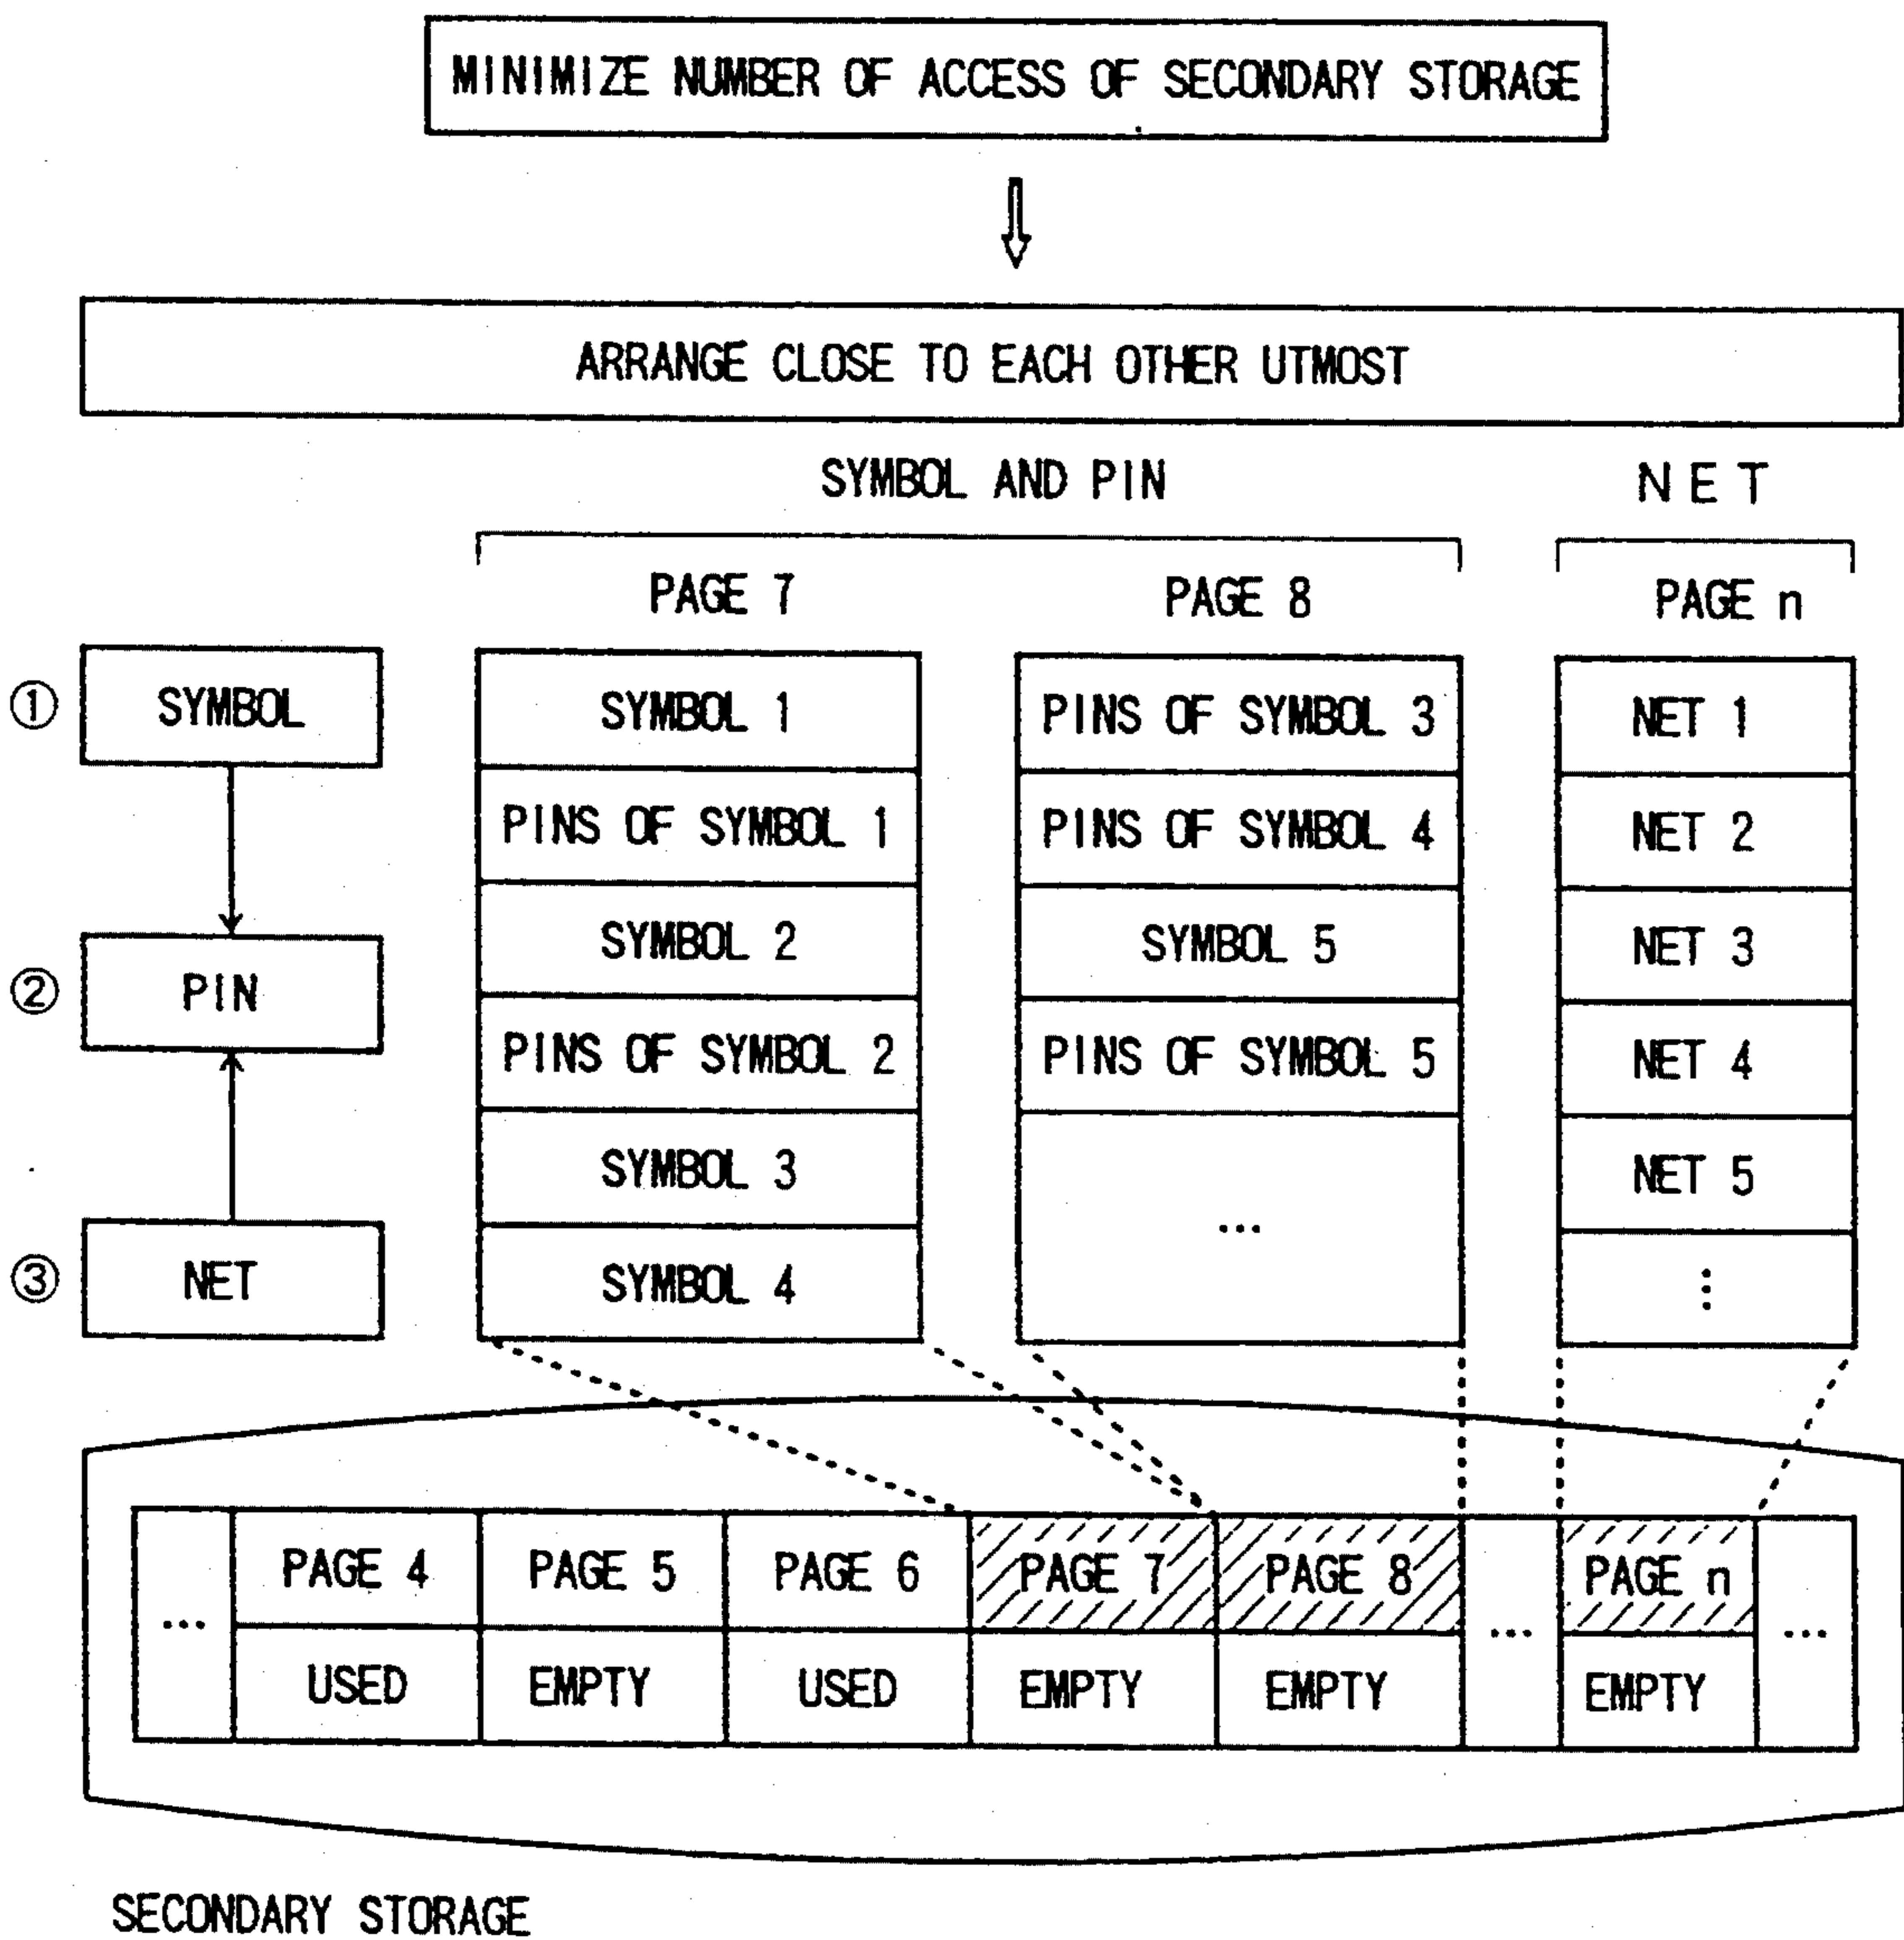 MINIMIZE NUMBER OF ACCESS OF SECONDARY STORAGE
ARRANGE CLOSE TO EACH OTHER UTMOST
SYMBOL AND PIN
NET
PAGE 7
PAGE 8
PAGE n
① SYMBOL
② PIN
③ NET
SYMBOL 1
PINS OF SYMBOL 1
SYMBOL 2
PINS OF SYMBOL 2
SYMBOL 3
SYMBOL 4
PINS OF SYMBOL 3
PINS OF SYMBOL 4
SYMBOL 5
PINS OF SYMBOL 5
...
NET 1
NET 2
NET 3
NET 4
NET 5
⋮
...
PAGE 4
PAGE 5
PAGE 6
PAGE 7
PAGE 8
...
PAGE n
...
USED
EMPTY
USED
EMPTY
EMPTY
EMPTY
SECONDARY STORAGE